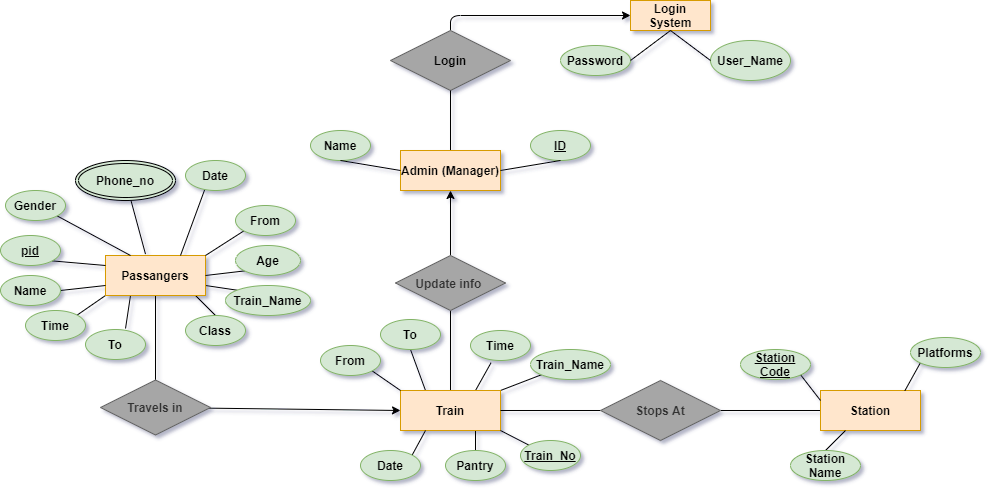 Login
System
Password
User_Name
Login
Name
ID
Admin (Manager)
Phone_no
Date
Gender
From
pid
Age
Passangers
Name
Train_Name
Time
Class
To
Update info
To
Time
From
Train_Name
Station
Code
Platforms
Travels in
Train
Stops At
Station
Date
Pantry
Train_No
Station
Name